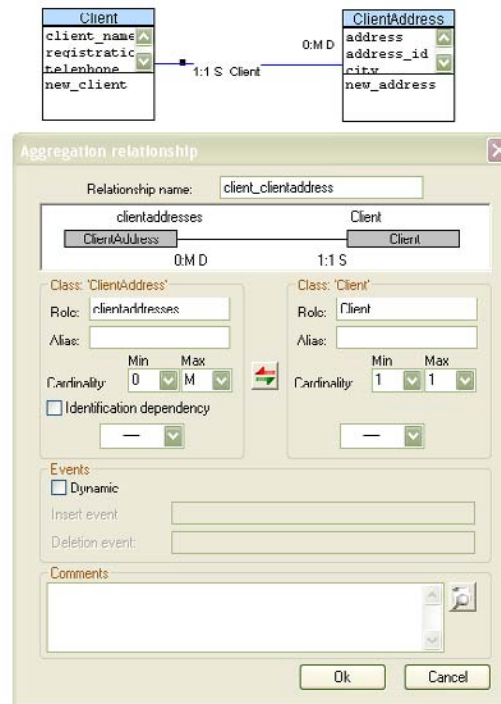 Client
client_name
registratio
telephone
new_client
1:1 S Client
0:M D
ClientAddress
address
address_id
city
new_address
Aggregation relationship
Relationship name: client_clientaddress
clientaddresses Client
ClientAddress Client
0:M D 1:1 S
Class: 'ClientAddress'
Role: clientaddresses
Alias:
Min Max
Cardinality: 0 M
Identification dependency
Class: 'Client'
Role: Client
Alias:
Min Max
Cardinality: 1 1
Events
Dynamic
Insert event
Deletion event:
Comments
Ok Cancel